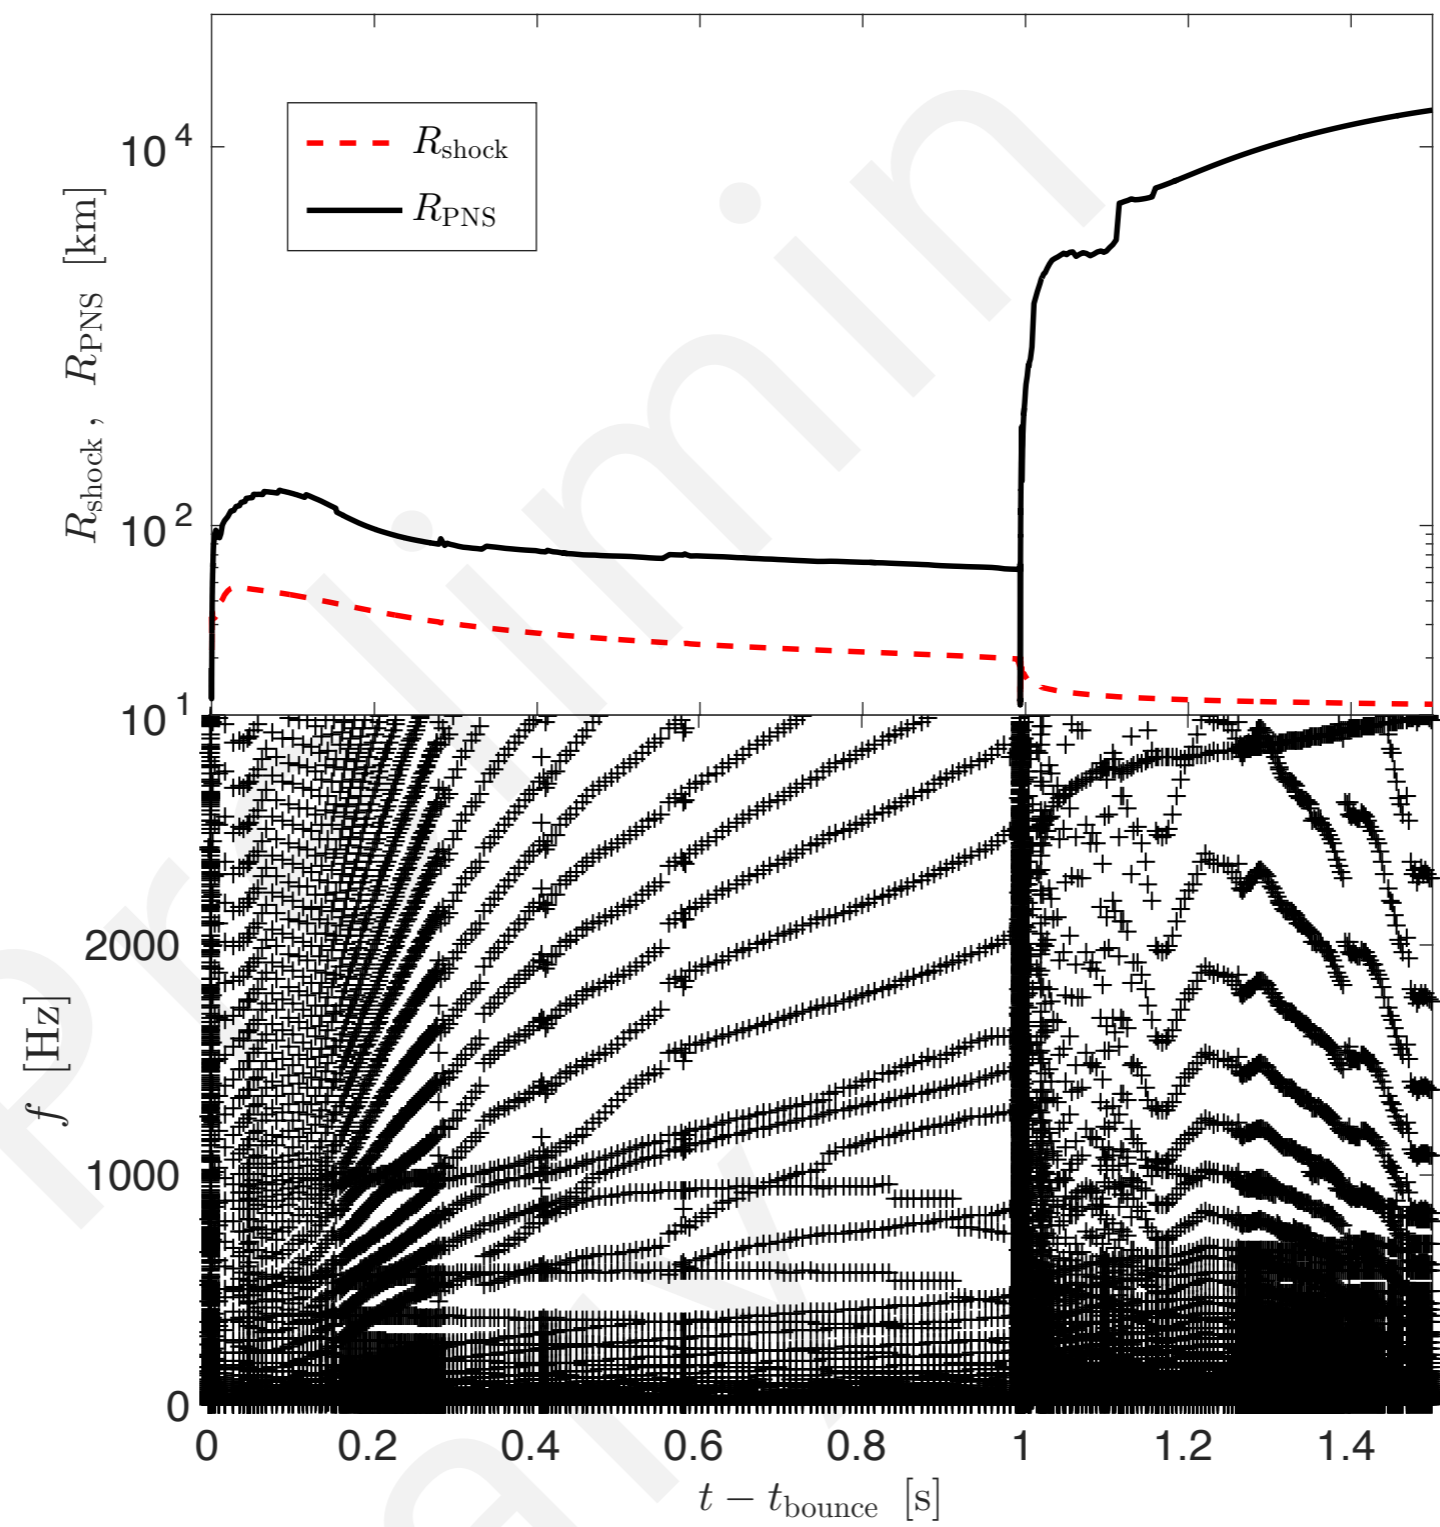 10^4
R_shock
R_PNS
R_shock, R_PNS [km]
10^2
10^1
2000
f [Hz]
1000
0
0 0.2 0.4 0.6 0.8 1 1.2 1.4
t − t_bounce [s]
Preliminary